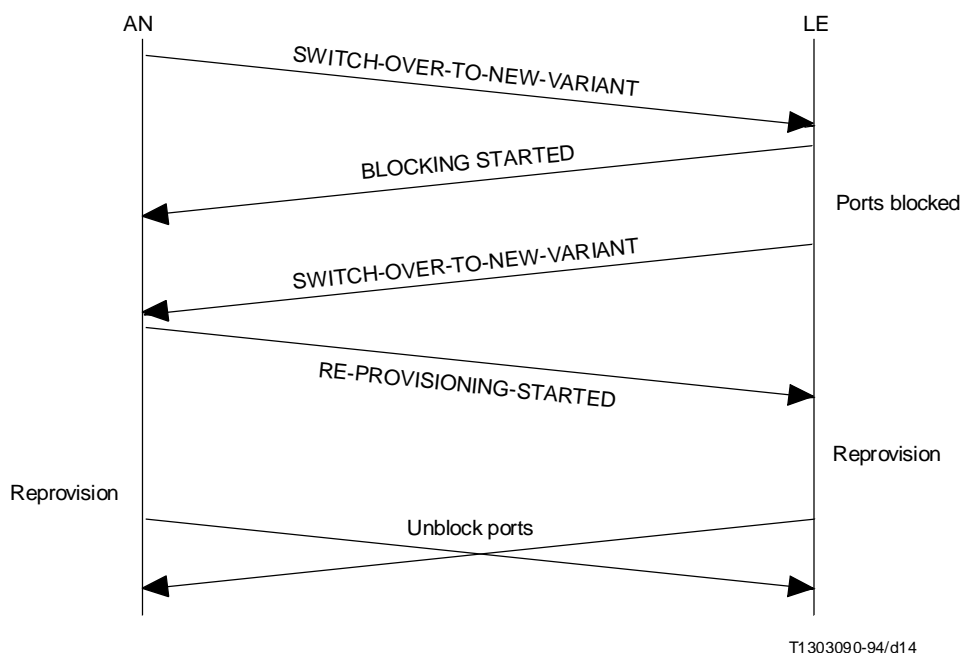 AN
LE
SWITCH-OVER-TO-NEW-VARIANT
BLOCKING STARTED
Ports blocked
SWITCH-OVER-TO-NEW-VARIANT
RE-PROVISIONING-STARTED
Reprovision
Reprovision
Unblock ports
T1303090-94/d14